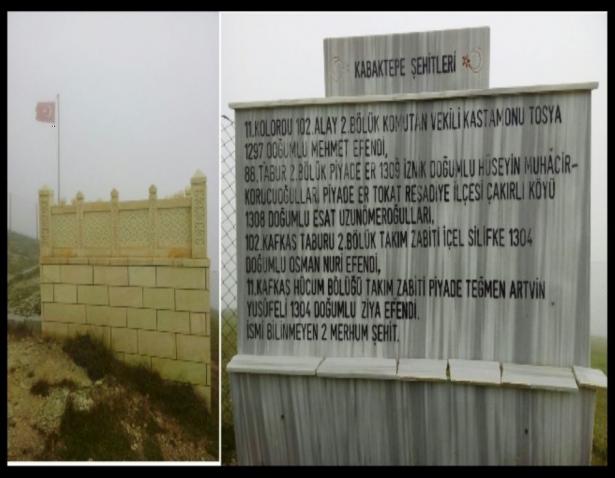 KABAKTEPE ŞEHİTLERİ
11.KOLORDU 102.ALAY 2.BÖLÜK KOMUTAN VEKİLİ KASTAMONU TOSYA
1297 DOĞUMLU MEHMET EFENDİ,
88.TABUR 2.BÖLÜK PİYADE ER 1309 İZNİK DOĞUMLU HÜSEYİN MUHACİR-
KORUCUOĞULLARI, PİYADE ER TOKAT REŞADİYE İLÇESİ ÇAKIRLI KÖYÜ
1308 DOĞUMLU ESAT UZUNÖMEROĞULLARI,
102.KAFKAS TABURU 2.BÖLÜK TAKIM ZABİTİ İÇEL SİLİFKE 1304
DOĞUMLU OSMAN NURİ EFENDİ,
11.KAFKAS HÜCUM BÖLÜĞÜ TAKIM ZABİTİ PİYADE TEĞMEN ARTVİN
YUSUFELİ 1304 DOĞUMLU ZİYA EFENDİ.
İSMİ BİLİNMEYEN 2 MERHUM ŞEHİT.